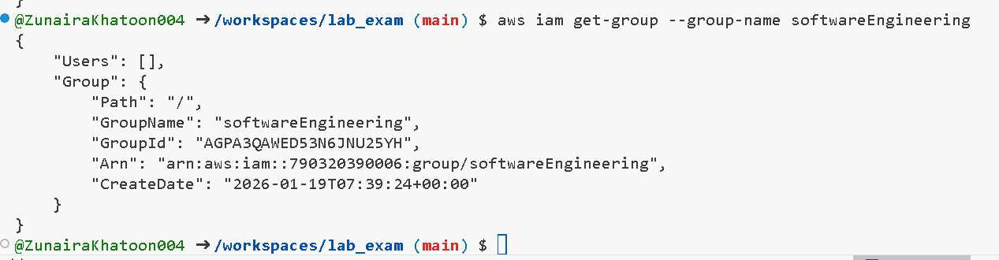 }
@ZunairaKhatoon004 ➜ /workspaces/lab_exam (main) $ aws iam get-group --group-name softwareEngineering
{
    "Users": [],
    "Group": {
        "Path": "/",
        "GroupName": "softwareEngineering",
        "GroupId": "AGPA3QAWED53N6JNU25YH",
        "Arn": "arn:aws:iam::790320390006:group/softwareEngineering",
        "CreateDate": "2026-01-19T07:39:24+00:00"
    }
}
@ZunairaKhatoon004 ➜ /workspaces/lab_exam (main) $